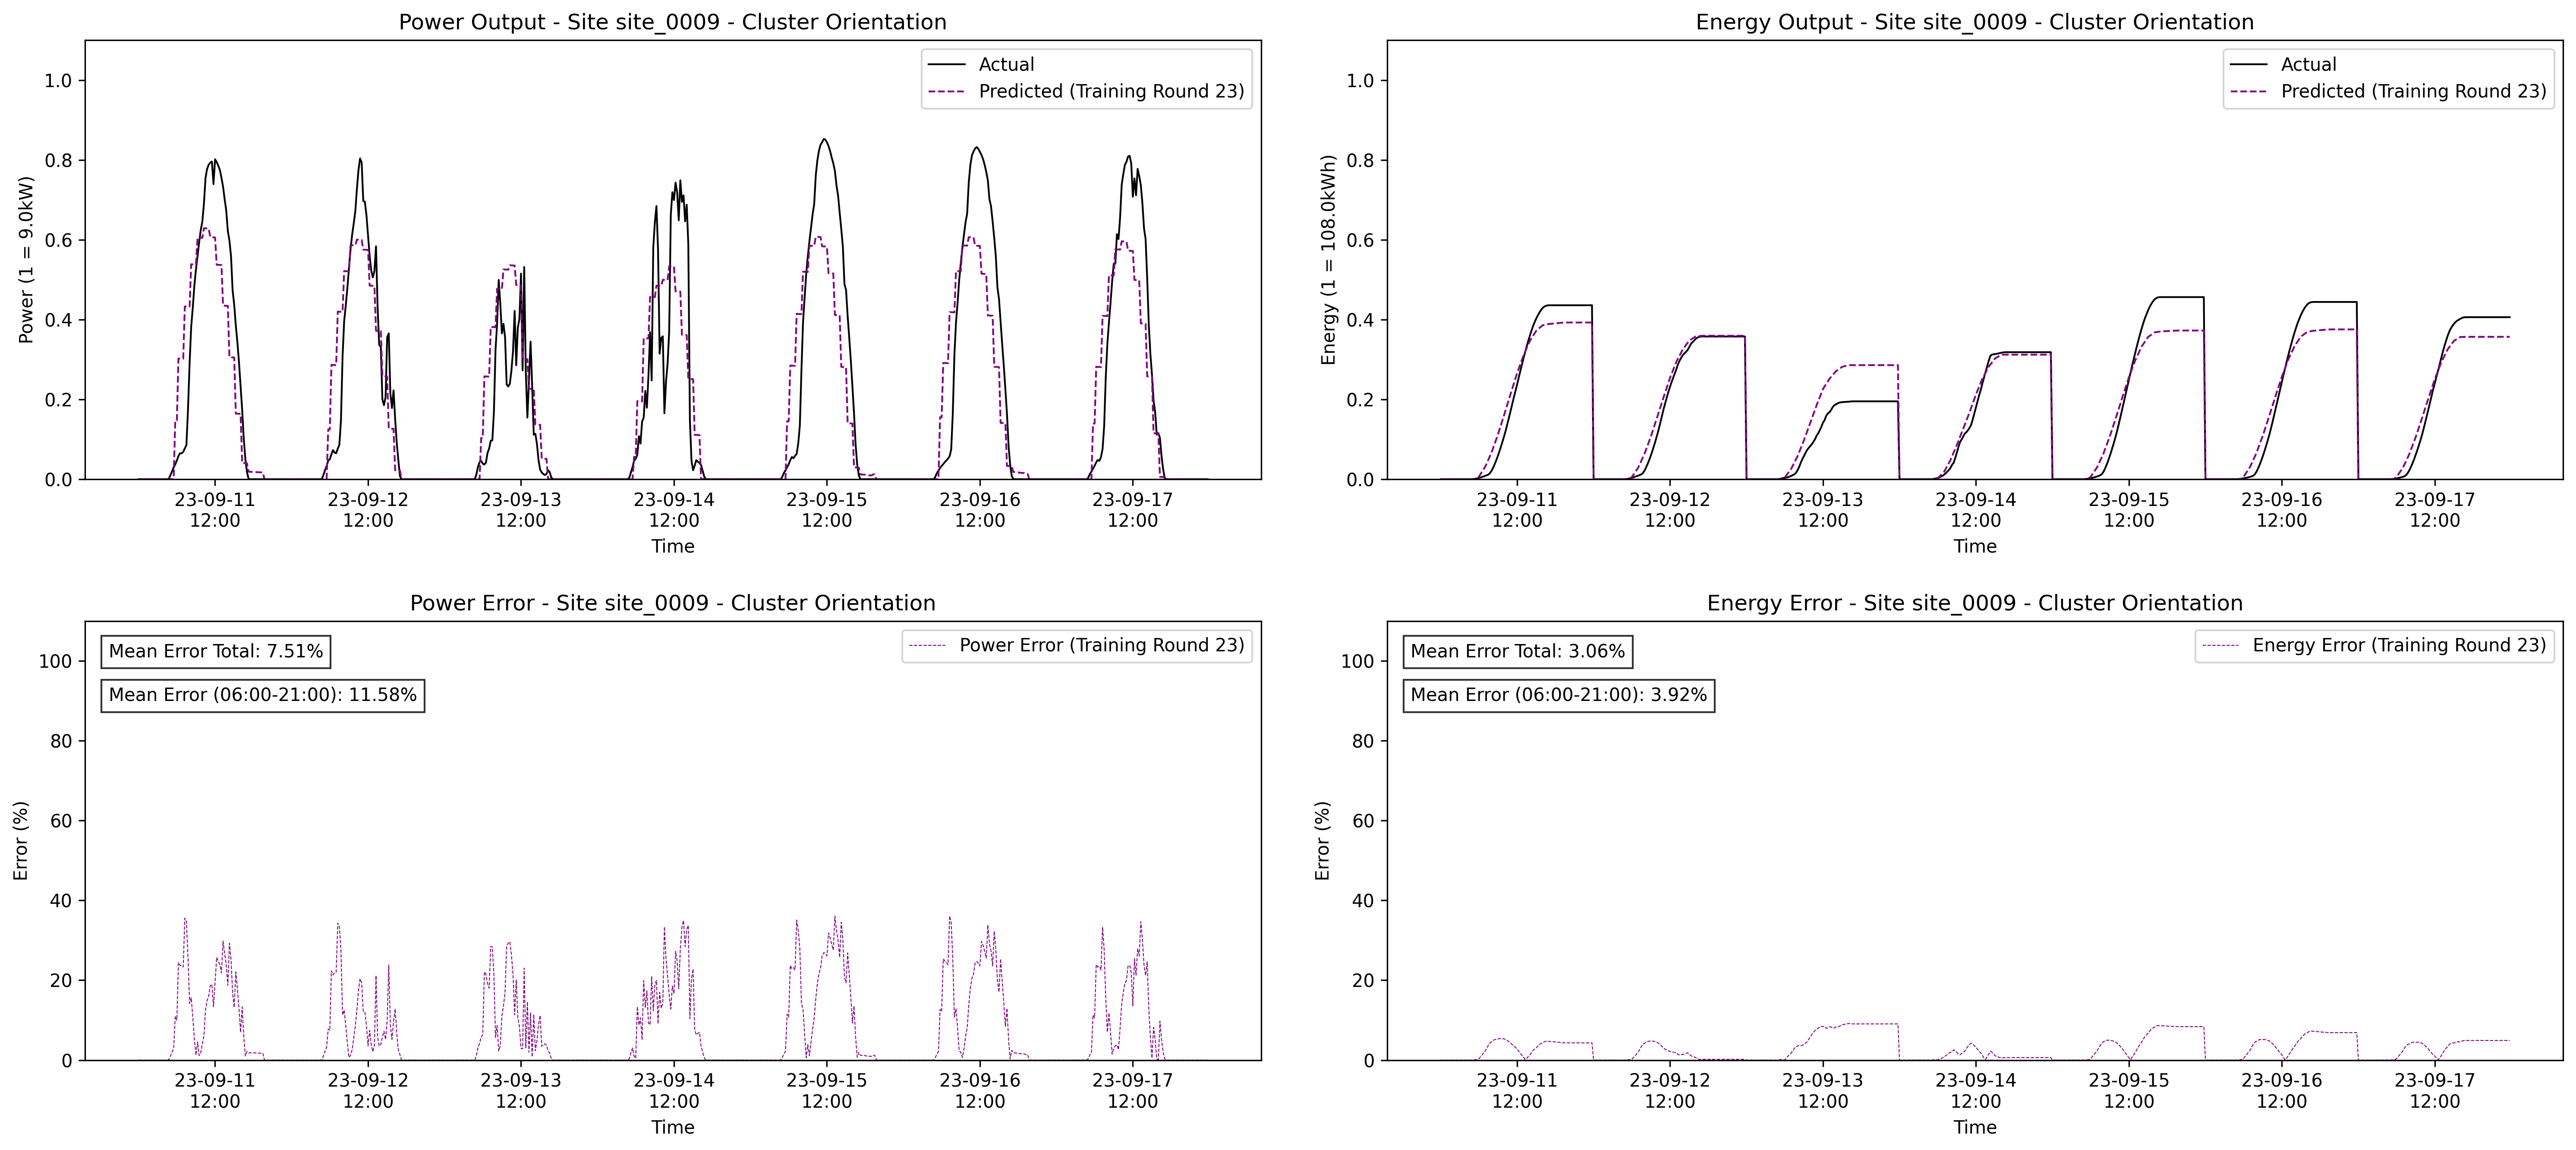 Power Output - Site site_0009 - Cluster Orientation
Power (1 = 9.0kW)
1.0
0.8
0.6
0.4
0.2
0.0
Actual
Predicted (Training Round 23)
23-09-11 23-09-12 23-09-13 23-09-14 23-09-15 23-09-16 23-09-17
12:00 12:00 12:00 12:00 12:00 12:00 12:00
Time
Energy Output - Site site_0009 - Cluster Orientation
Energy (1 = 108.0kWh)
1.0
0.8
0.6
0.4
0.2
0.0
Actual
Predicted (Training Round 23)
23-09-11 23-09-12 23-09-13 23-09-14 23-09-15 23-09-16 23-09-17
12:00 12:00 12:00 12:00 12:00 12:00 12:00
Time
Power Error - Site site_0009 - Cluster Orientation
Error (%)
100
80
60
40
20
0
Mean Error Total: 7.51%
Mean Error (06:00-21:00): 11.58%
Power Error (Training Round 23)
23-09-11 23-09-12 23-09-13 23-09-14 23-09-15 23-09-16 23-09-17
12:00 12:00 12:00 12:00 12:00 12:00 12:00
Time
Energy Error - Site site_0009 - Cluster Orientation
Error (%)
100
80
60
40
20
0
Mean Error Total: 3.06%
Mean Error (06:00-21:00): 3.92%
Energy Error (Training Round 23)
23-09-11 23-09-12 23-09-13 23-09-14 23-09-15 23-09-16 23-09-17
12:00 12:00 12:00 12:00 12:00 12:00 12:00
Time